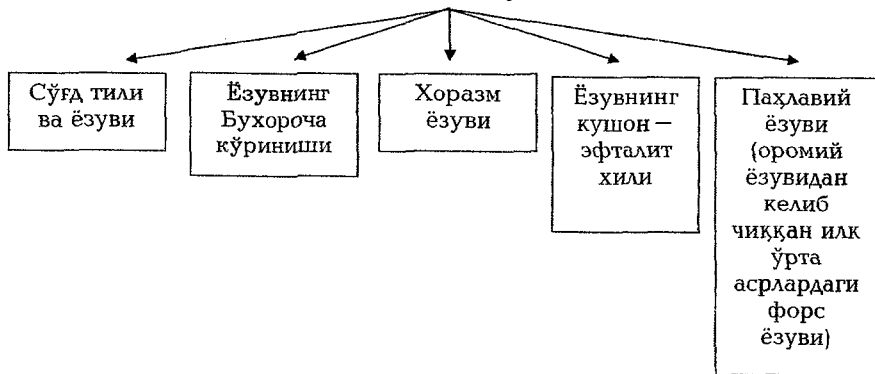 Сўғд тили
ва ёзуви
Ёзувнинг
Бухороча
кўриниши
Хоразм
ёзуви
Ёзувнинг
кушон –
эфталит
хили
Паҳлавий
ёзуви
(оромий
ёзувидан
келиб
чиққан илк
ўрта
асрлардаги
форс
ёзуви)